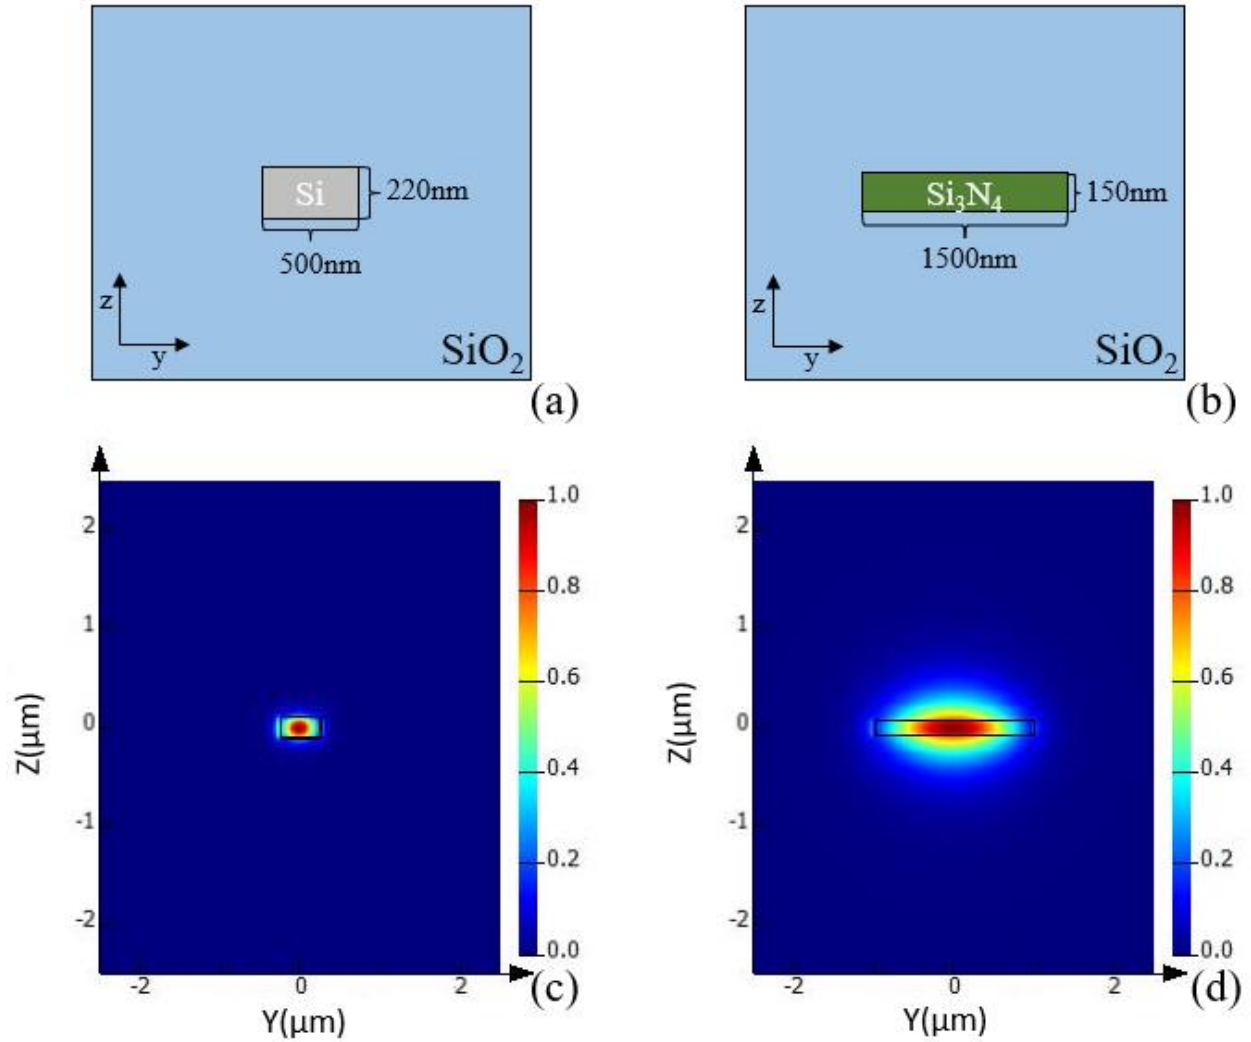 Si
220nm
500nm
z
y
SiO₂
(a)
Si₃N₄
150nm
1500nm
z
y
SiO₂
(b)
2
1
0
-1
-2
Z(μm)
-2
0
2
Y(μm)
1.0
0.8
0.6
0.4
0.2
0.0
(c)
2
1
0
-1
-2
Z(μm)
-2
0
2
Y(μm)
1.0
0.8
0.6
0.4
0.2
0.0
(d)